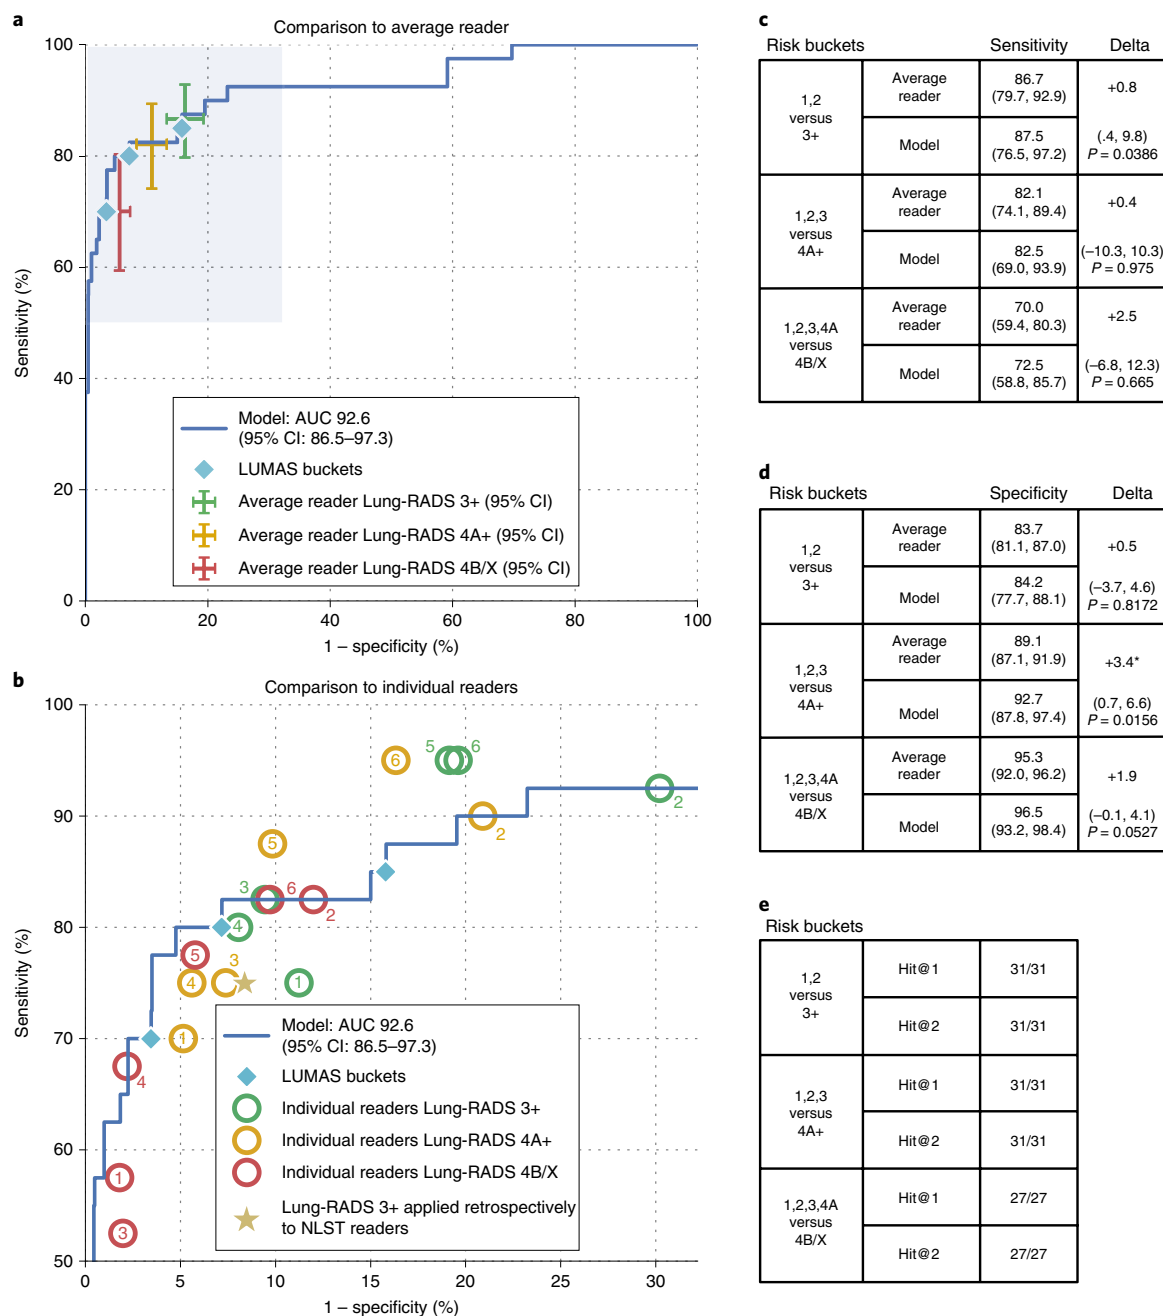 a
Comparison to average reader
100
80
60
40
20
0
Sensitivity (%)
0 20 40 60 80 100
1 – specificity (%)
Model: AUC 92.6
(95% CI: 86.5–97.3)
LUMAS buckets
Average reader Lung-RADS 3+ (95% CI)
Average reader Lung-RADS 4A+ (95% CI)
Average reader Lung-RADS 4B/X (95% CI)
b
Comparison to individual readers
100
90
80
70
60
50
Sensitivity (%)
5 6
6
2
2
5
3 6
2
4
5
3
4
1
1
4
1
3
0 5 10 15 20 25 30
1 – specificity (%)
Model: AUC 92.6
(95% CI: 86.5–97.3)
LUMAS buckets
Individual readers Lung-RADS 3+
Individual readers Lung-RADS 4A+
Individual readers Lung-RADS 4B/X
Lung-RADS 3+ applied retrospectively
to NLST readers
c
Risk buckets Sensitivity Delta
1,2
versus
3+
Average
reader
86.7
(79.7, 92.9)
Model
87.5
(76.5, 97.2)
+0.8
(.4, 9.8)
P = 0.0386
1,2,3
versus
4A+
Average
reader
82.1
(74.1, 89.4)
Model
82.5
(69.0, 93.9)
+0.4
(–10.3, 10.3)
P = 0.975
1,2,3,4A
versus
4B/X
Average
reader
70.0
(59.4, 80.3)
Model
72.5
(58.8, 85.7)
+2.5
(–6.8, 12.3)
P = 0.665
d
Risk buckets Specificity Delta
1,2
versus
3+
Average
reader
83.7
(81.1, 87.0)
Model
84.2
(77.7, 88.1)
+0.5
(–3.7, 4.6)
P = 0.8172
1,2,3
versus
4A+
Average
reader
89.1
(87.1, 91.9)
Model
92.7
(87.8, 97.4)
+3.4*
(0.7, 6.6)
P = 0.0156
1,2,3,4A
versus
4B/X
Average
reader
95.3
(92.0, 96.2)
Model
96.5
(93.2, 98.4)
+1.9
(–0.1, 4.1)
P = 0.0527
e
Risk buckets
1,2
versus
3+
Hit@1 31/31
Hit@2 31/31
1,2,3
versus
4A+
Hit@1 31/31
Hit@2 31/31
1,2,3,4A
versus
4B/X
Hit@1 27/27
Hit@2 27/27